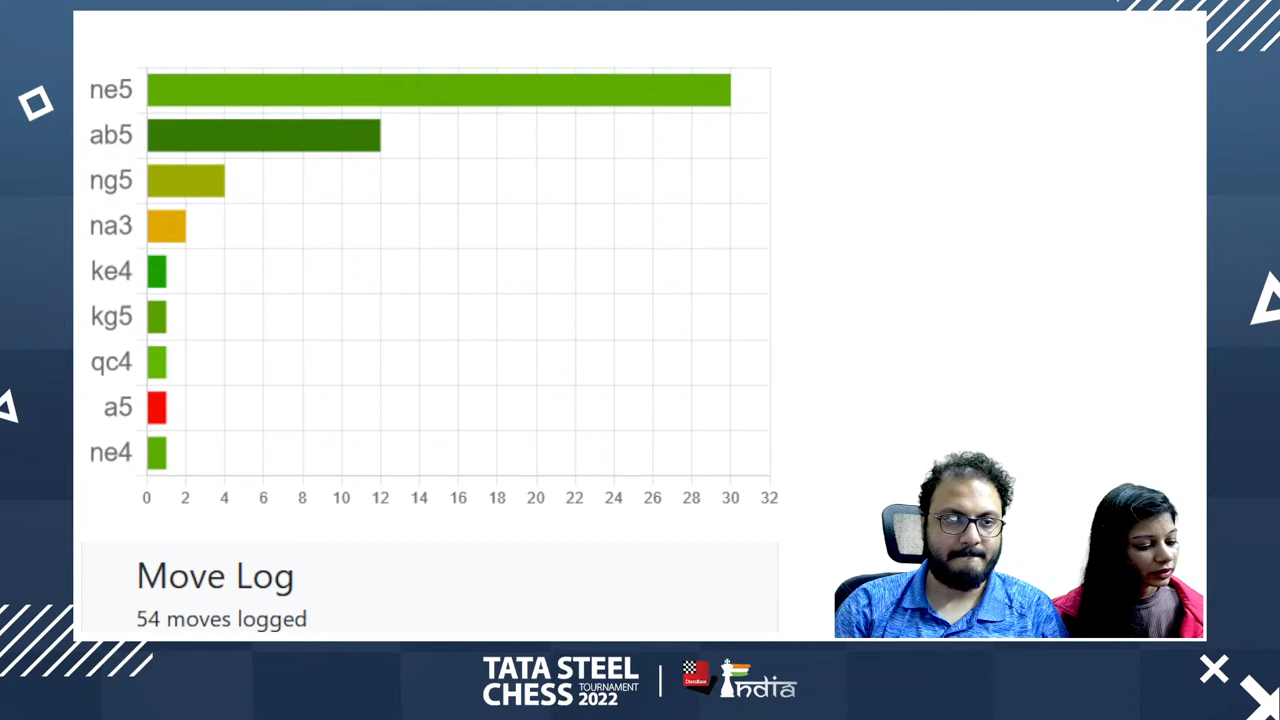 ne5
ab5
ng5
na3
ke4
kg5
qc4
a5
ne4
0 2 4 6 8 10 12 14 16 18 20 22 24 26 28 30 32
Move Log
54 moves logged
TATA STEEL
CHESS TOURNAMENT 2022
ChessBase
India